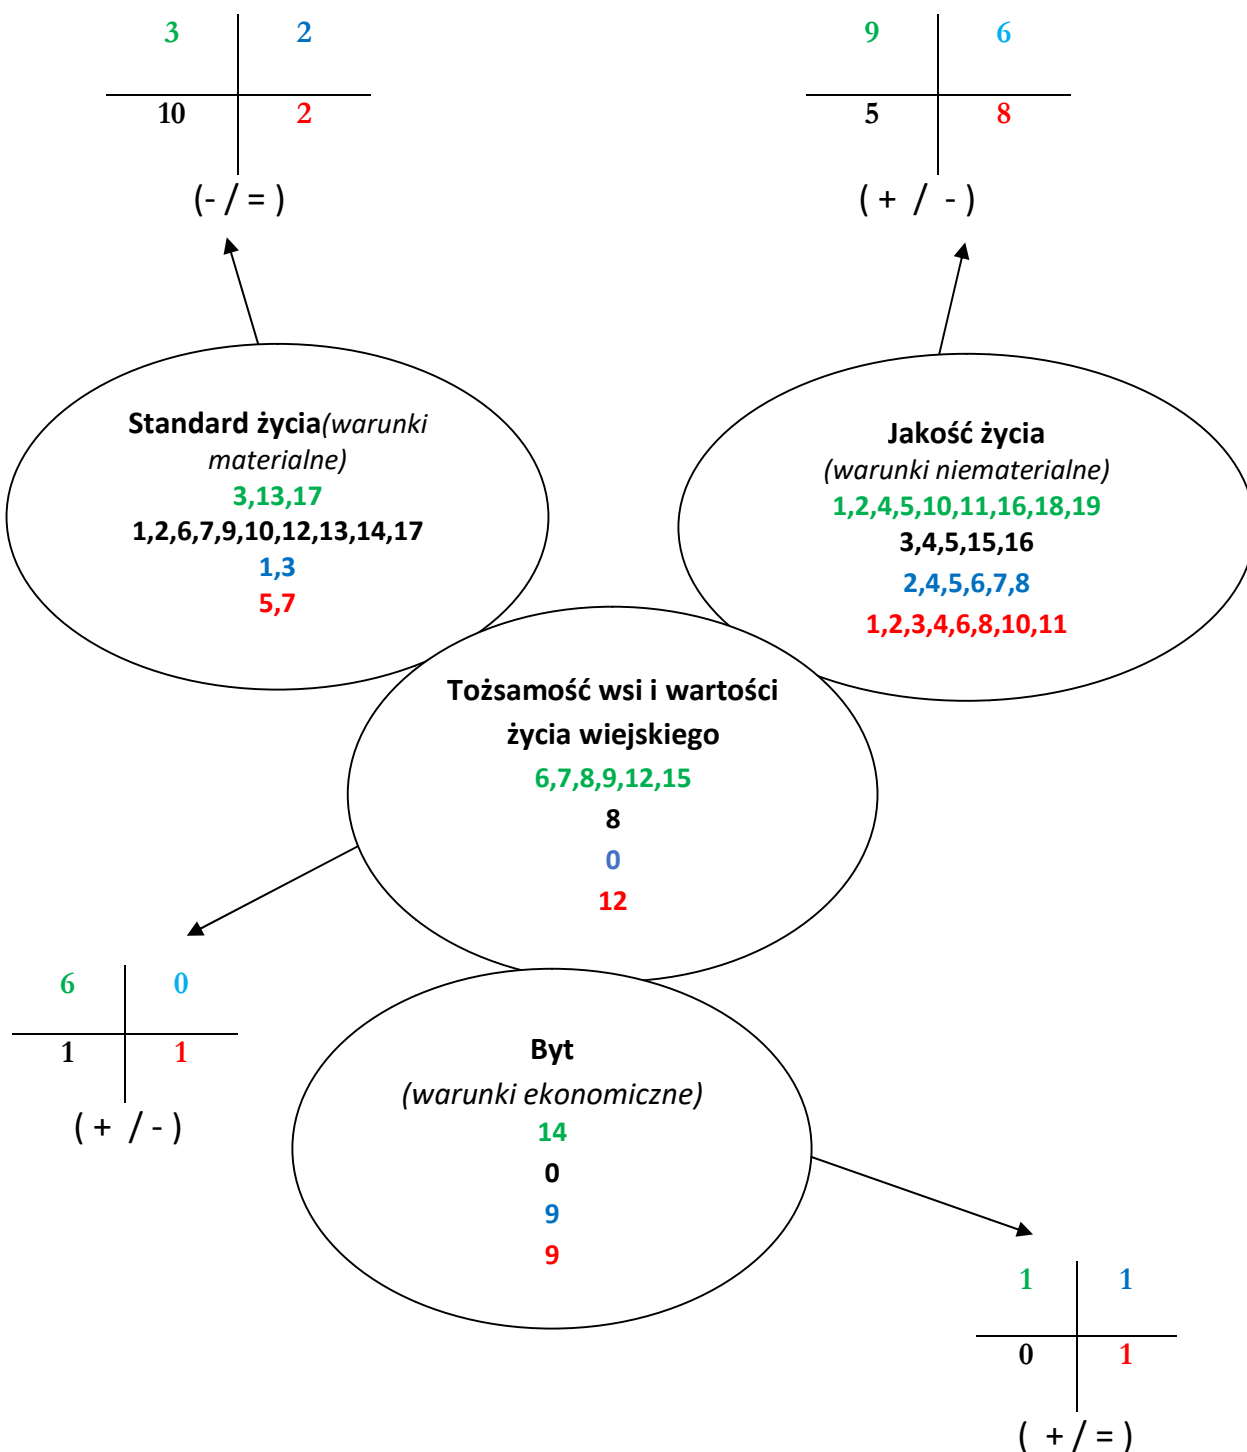 3 2
10 2
(- / = )
9 6
5 8
( + / - )
Standard życia(warunki
materialne)
3,13,17
1,2,6,7,9,10,12,13,14,17
1,3
5,7
Jakość życia
(warunki niematerialne)
1,2,4,5,10,11,16,18,19
3,4,5,15,16
2,4,5,6,7,8
1,2,3,4,6,8,10,11
Tożsamość wsi i wartości
życia wiejskiego
6,7,8,9,12,15
8
0
12
6 0
1 1
( + / - )
Byt
(warunki ekonomiczne)
14
0
9
9
1 1
0 1
( + / = )